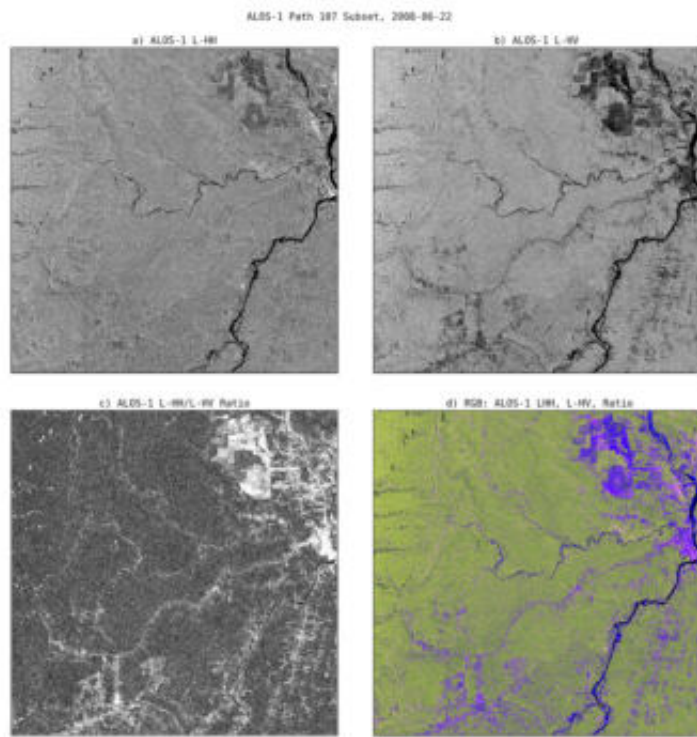 ALOS-1 Path 107 Subset, 2008-06-22
a) ALOS-1 L-HH
b) ALOS-1 L-HV
c) ALOS-1 L-HH/L-HV Ratio
d) RGB: ALOS-1 LHH, L-HV, Ratio